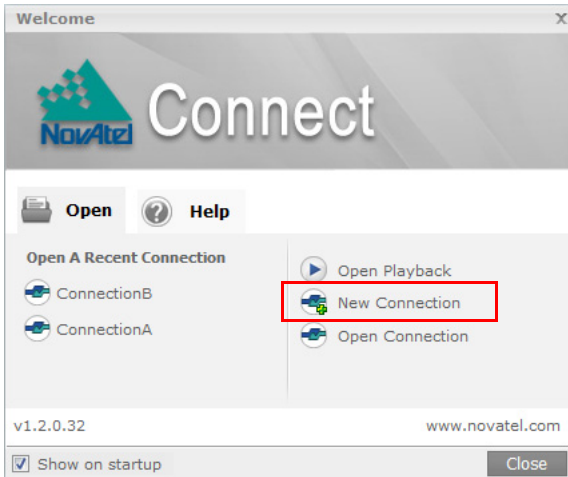 Welcome
X
NovAtel
Connect
Open
Help
Open A Recent Connection
ConnectionB
ConnectionA
Open Playback
New Connection
Open Connection
v1.2.0.32
www.novatel.com
Show on startup
Close